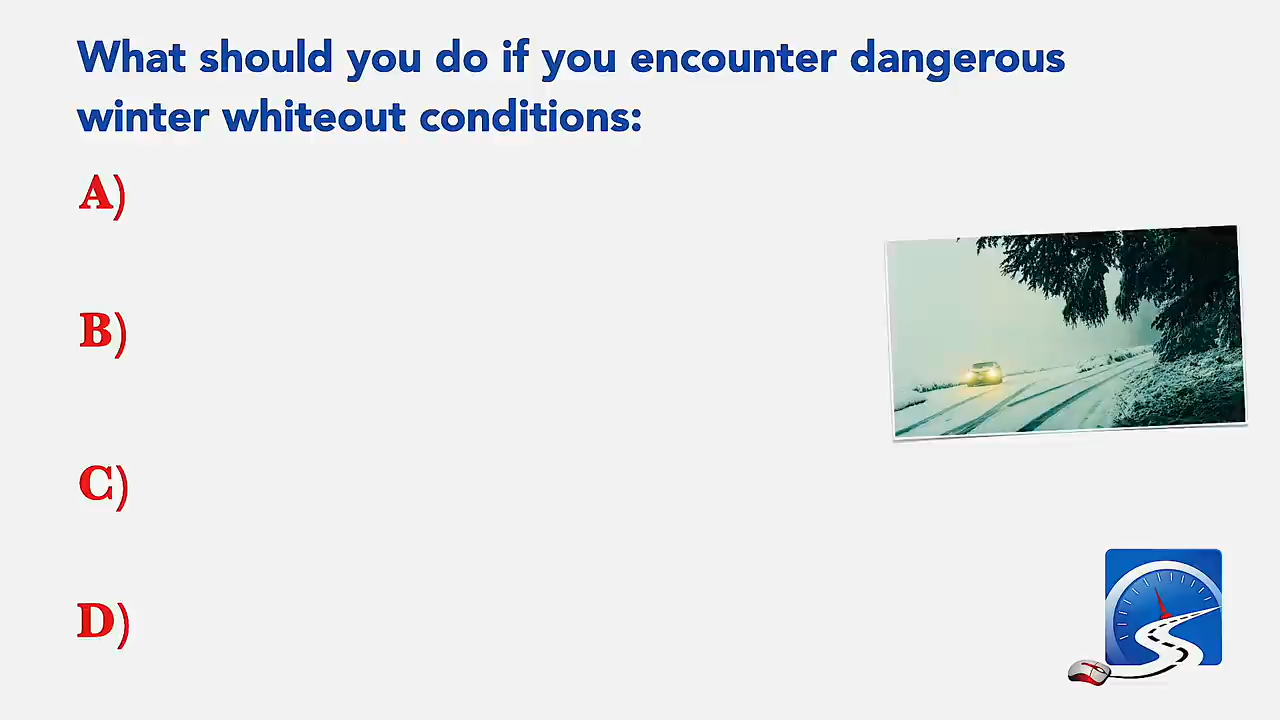 What should you do if you encounter dangerous
winter whiteout conditions:
A)
B)
C)
D)